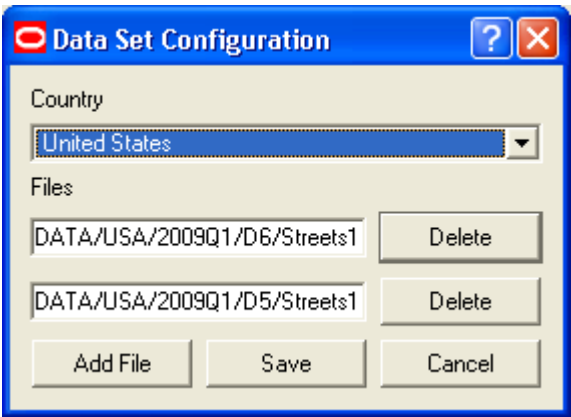 Data Set Configuration
Country
United States
Files
DATA/USA/2009Q1/D6/Streets1 Delete
DATA/USA/2009Q1/D5/Streets1 Delete
Add File Save Cancel